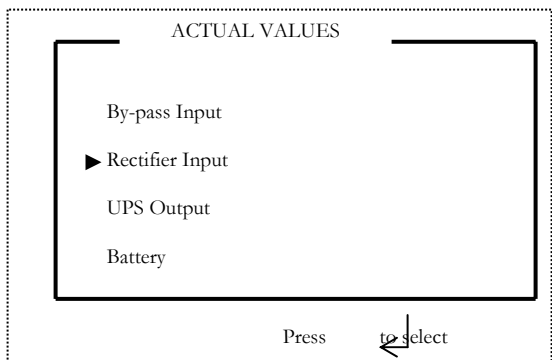 ACTUAL VALUES
By-pass Input
Rectifier Input
UPS Output
Battery
Press to select